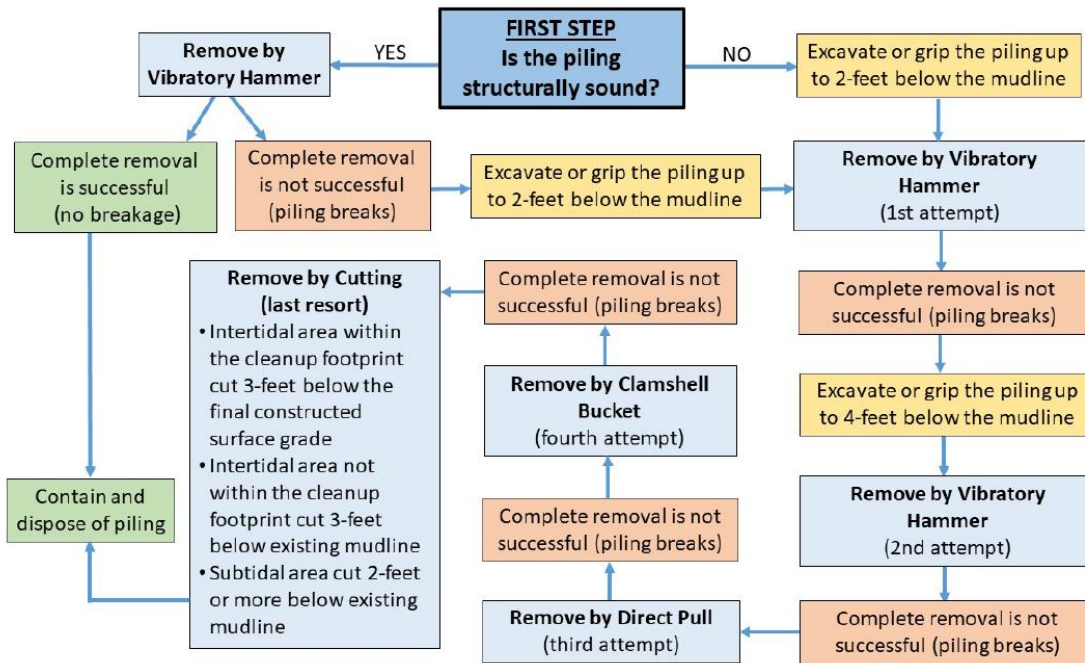 FIRST STEP
Is the piling
structurally sound?
YES
NO
Remove by
Vibratory Hammer
Excavate or grip the piling up
to 2-feet below the mudline
Complete removal
is successful
(no breakage)
Complete removal
is not successful
(piling breaks)
Excavate or grip the piling up
to 2-feet below the mudline
Remove by Vibratory
Hammer
(1st attempt)
Complete removal is not
successful (piling breaks)
Excavate or grip the piling up
to 4-feet below the mudline
Remove by Vibratory
Hammer
(2nd attempt)
Complete removal is not
successful (piling breaks)
Remove by Direct Pull
(third attempt)
Complete removal is not
successful (piling breaks)
Remove by Clamshell
Bucket
(fourth attempt)
Complete removal is not
successful (piling breaks)
Remove by Cutting
(last resort)
• Intertidal area within
the cleanup footprint
cut 3-feet below the
final constructed
surface grade
• Intertidal area not
within the cleanup
footprint cut 3-feet
below existing mudline
• Subtidal area cut 2-feet
or more below existing
mudline
Contain and
dispose of piling